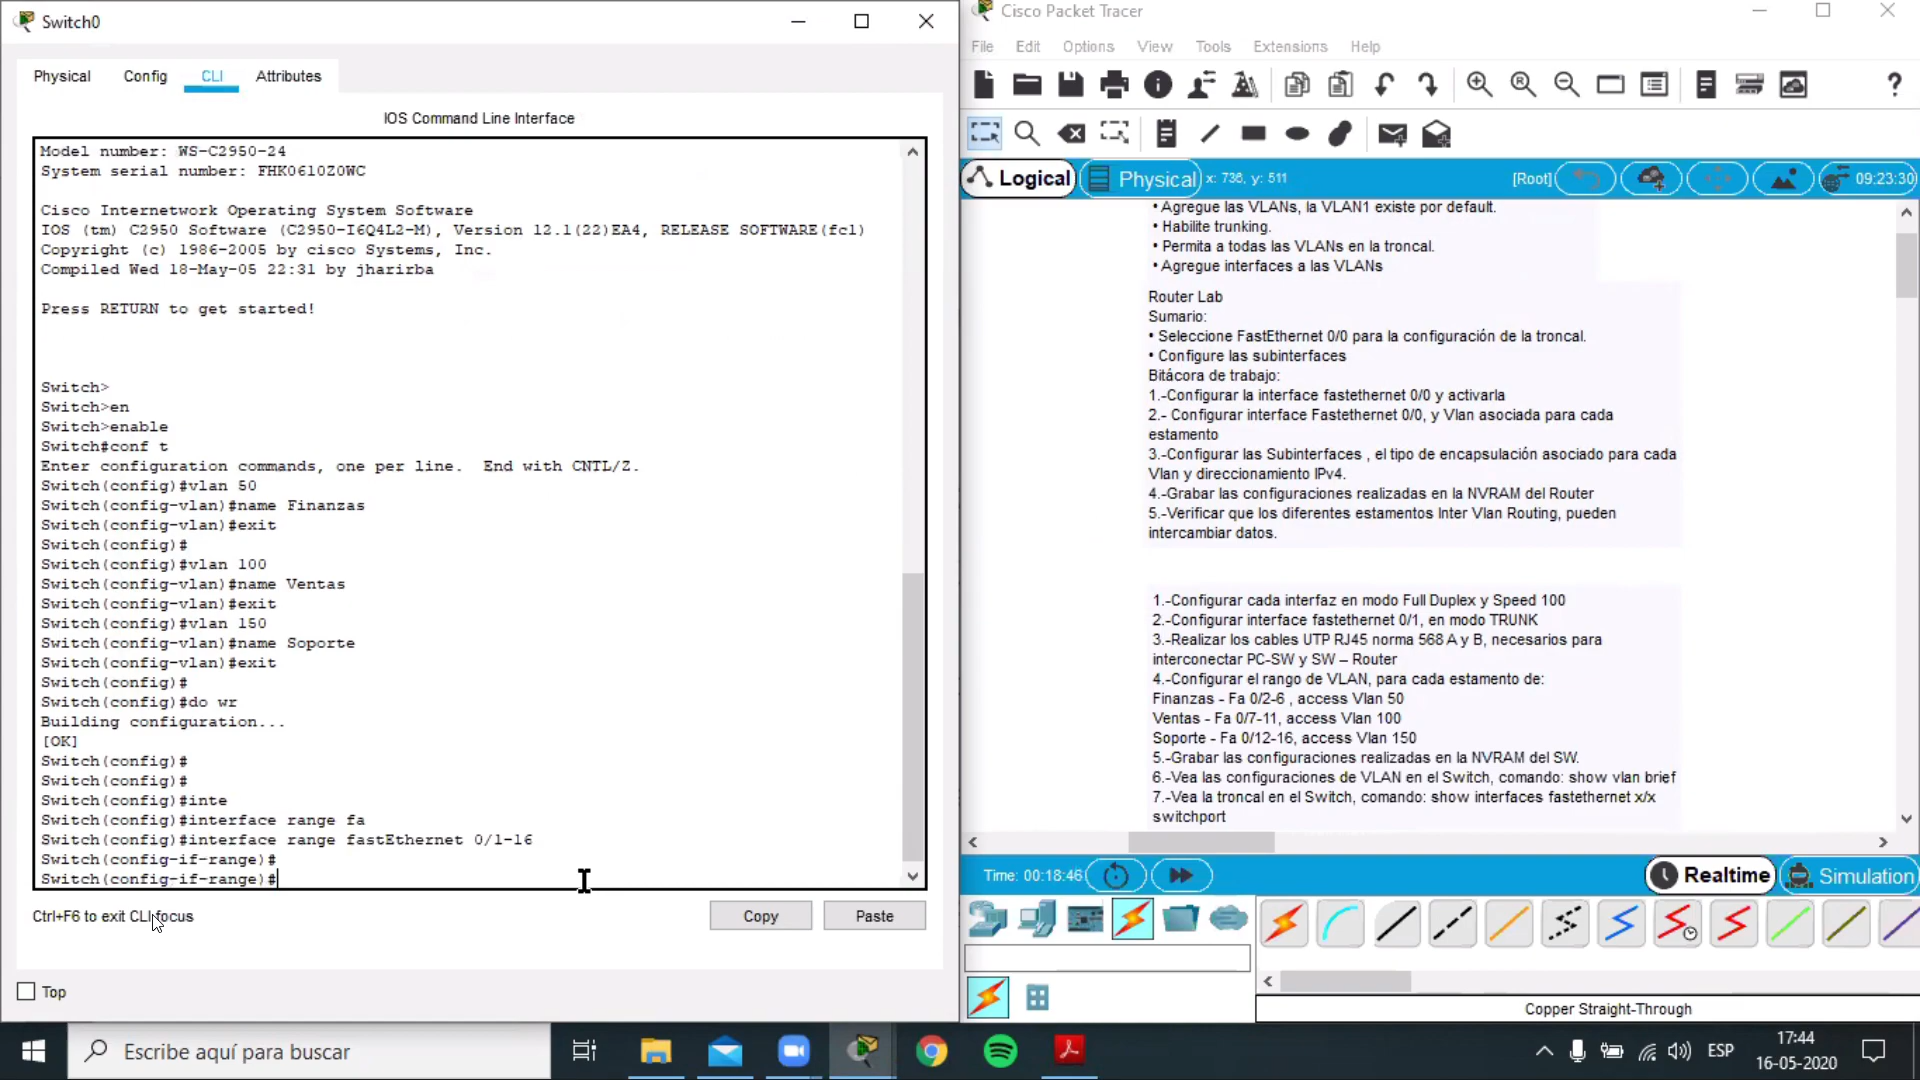 Switch0
Physical Config CLI Attributes
IOS Command Line Interface
Model number: WS-C2950-24
System serial number: FHK0610Z0WC
Cisco Internetwork Operating System Software
IOS (tm) C2950 Software (C2950-I6Q4L2-M), Version 12.1(22)EA4, RELEASE SOFTWARE(fc1)
Copyright (c) 1986-2005 by cisco Systems, Inc.
Compiled Wed 18-May-05 22:31 by jharirba
Press RETURN to get started!
Switch>
Switch>en
Switch>enable
Switch#conf t
Enter configuration commands, one per line.  End with CNTL/Z.
Switch(config)#vlan 50
Switch(config-vlan)#name Finanzas
Switch(config-vlan)#exit
Switch(config)#
Switch(config)#vlan 100
Switch(config-vlan)#name Ventas
Switch(config-vlan)#exit
Switch(config)#vlan 150
Switch(config-vlan)#name Soporte
Switch(config-vlan)#exit
Switch(config)#
Switch(config)#do wr
Building configuration...
[OK]
Switch(config)#
Switch(config)#
Switch(config)#inte
Switch(config)#interface range fa
Switch(config)#interface range fastEthernet 0/1-16
Switch(config-if-range)#
Switch(config-if-range)#
Ctrl+F6 to exit CLI focus
Copy Paste
Top
Cisco Packet Tracer
File Edit Options View Tools Extensions Help
?
Logical Physical x: 736, y: 511 [Root] 09:23:30
• Agregue las VLANs, la VLAN1 existe por default.
• Habilite trunking.
• Permita a todas las VLANs en la troncal.
• Agregue interfaces a las VLANs
Router Lab
Sumario:
• Seleccione FastEthernet 0/0 para la configuración de la troncal.
• Configure las subinterfaces
Bitácora de trabajo:
1.-Configurar la interface fastethernet 0/0 y activarla
2.- Configurar interface Fastethernet 0/0, y Vlan asociada para cada
estamento
3.-Configurar las Subinterfaces , el tipo de encapsulación asociado para cada
Vlan y direccionamiento IPv4.
4.-Grabar las configuraciones realizadas en la NVRAM del Router
5.-Verificar que los diferentes estamentos Inter Vlan Routing, pueden
intercambiar datos.
1.-Configurar cada interfaz en modo Full Duplex y Speed 100
2.-Configurar interface fastethernet 0/1, en modo TRUNK
3.-Realizar los cables UTP RJ45 norma 568 A y B, necesarios para
interconectar PC-SW y SW – Router
4.-Configurar el rango de VLAN, para cada estamento de:
Finanzas - Fa 0/2-6 , access Vlan 50
Ventas - Fa 0/7-11, access Vlan 100
Soporte - Fa 0/12-16, access Vlan 150
5.-Grabar las configuraciones realizadas en la NVRAM del SW.
6.-Vea las configuraciones de VLAN en el Switch, comando: show vlan brief
7.-Vea la troncal en el Switch, comando: show interfaces fastethernet x/x
switchport
Time: 00:18:46 Realtime Simulation
Copper Straight-Through
Escribe aquí para buscar
ESP
17:44
16-05-2020